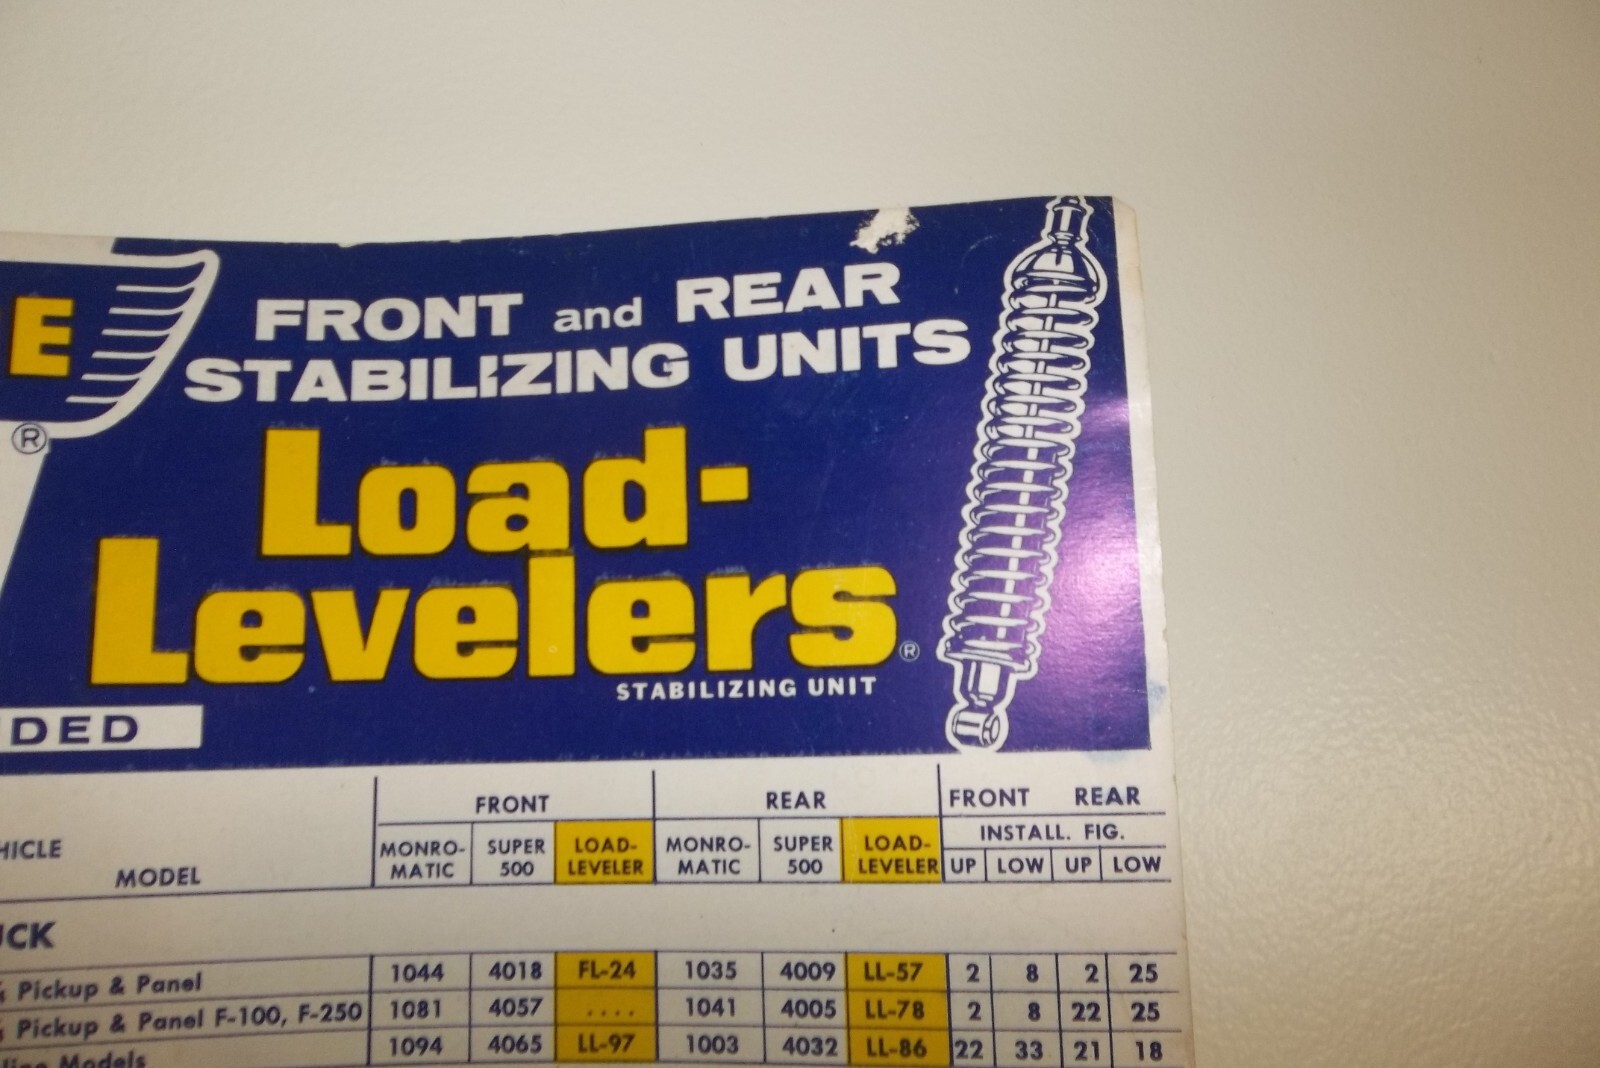 E
®
FRONT and REAR
STABILIZING UNITS
Load-
Levelers®
STABILIZING UNIT
DED
FRONT REAR FRONT REAR
HICLE MODEL MONRO-MATIC SUPER 500 LOAD-LEVELER MONRO-MATIC SUPER 500 LOAD-LEVELER INSTALL. FIG.
UP LOW UP LOW
UCK
Pickup & Panel 1044 4018 FL-24 1035 4009 LL-57 2 8 2 25
Pickup & Panel F-100, F-250 1081 4057 .... 1041 4005 LL-78 2 8 22 25
Models 1094 4065 LL-97 1003 4032 LL-86 22 33 21 18